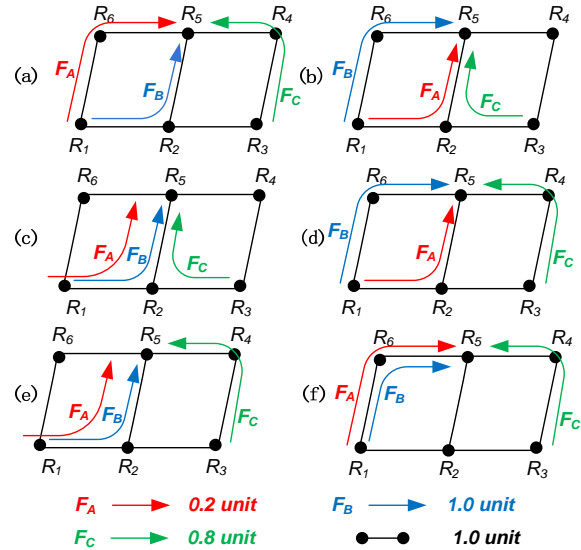 R6 R5 R4
(a) FA FB FC
R1 R2 R3
R6 R5 R4
(b) FB FA FC
R1 R2 R3
R6 R5 R4
(c) FA FB FC
R1 R2 R3
R6 R5 R4
(d) FB FA FC
R1 R2 R3
R6 R5 R4
(e) FA FB FC
R1 R2 R3
R6 R5 R4
(f) FA FB FC
R1 R2 R3
FA 0.2 unit
FB 1.0 unit
FC 0.8 unit
1.0 unit